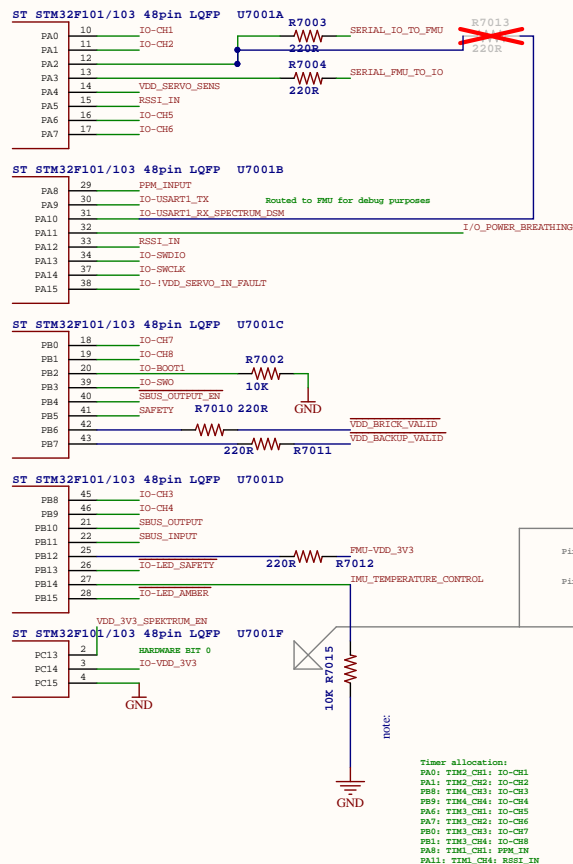 ST STM32F101/103 48pin LQFP U7001A
R7003
R7013
PA0 10 IO-CH1
SERIAL_IO_TO_FMU
PA1 11 IO-CH2
220R
220R
PA2 12
R7004
PA3 13
SERIAL_FMU_TO_IO
PA4 14 VDD_SERVO_SENS
220R
PA5 15 RSSI_IN
PA6 16 IO-CH5
PA7 17 IO-CH6
ST STM32F101/103 48pin LQFP U7001B
PA8 29 PPM_INPUT
PA9 30 IO-USART1_TX
Routed to FMU for debug purposes
PA10 31 IO-USART1_RX_SPECTRUM_DSM
PA11 32
I/O_POWER_BREATHING
PA12 33 RSSI_IN
PA13 34 IO-SWDIO
PA14 37 IO-SWCLK
PA15 38 IO-!VDD_SERVO_IN_FAULT
ST STM32F101/103 48pin LQFP U7001C
PB0 18 IO-CH7
PB1 19 IO-CH8
R7002
PB2 20 IO-BOOT1
PB3 39 IO-SWO
10K
PB4 40 SBUS_OUTPUT_EN
GND
PB5 41 SAFETY
R7010 220R
PB6 42
VDD_BRICK_VALID
PB7 43
VDD_BACKUP_VALID
220R R7011
ST STM32F101/103 48pin LQFP U7001D
PB8 45 IO-CH3
PB9 46 IO-CH4
PB10 21 SBUS_OUTPUT
PB11 22 SBUS_INPUT
PB12 25
FMU-VDD_3V3
220R R7012
PB13 26 IO-LED_SAFETY
PB14 27
IMU_TEMPERATURE_CONTROL
PB15 28 IO-LED_AMBER
VDD_3V3_SPEKTRUM_EN
ST STM32F101/103 48pin LQFP U7001F
PC13 2
HARDWARE BIT 0
PC14 3 IO-VDD_3V3
PC15 4
GND
10K R7015
note:
GND
Timer allocation:
PA0: TIM2_CH1: IO-CH1
PA1: TIM2_CH2: IO-CH2
PB8: TIM4_CH3: IO-CH3
PB9: TIM4_CH4: IO-CH4
PA6: TIM3_CH1: IO-CH5
PA7: TIM3_CH2: IO-CH6
PB0: TIM3_CH3: IO-CH7
PB1: TIM3_CH4: IO-CH8
PA8: TIM1_CH1: PPM_IN
PA11: TIM1_CH4: RSSI_IN